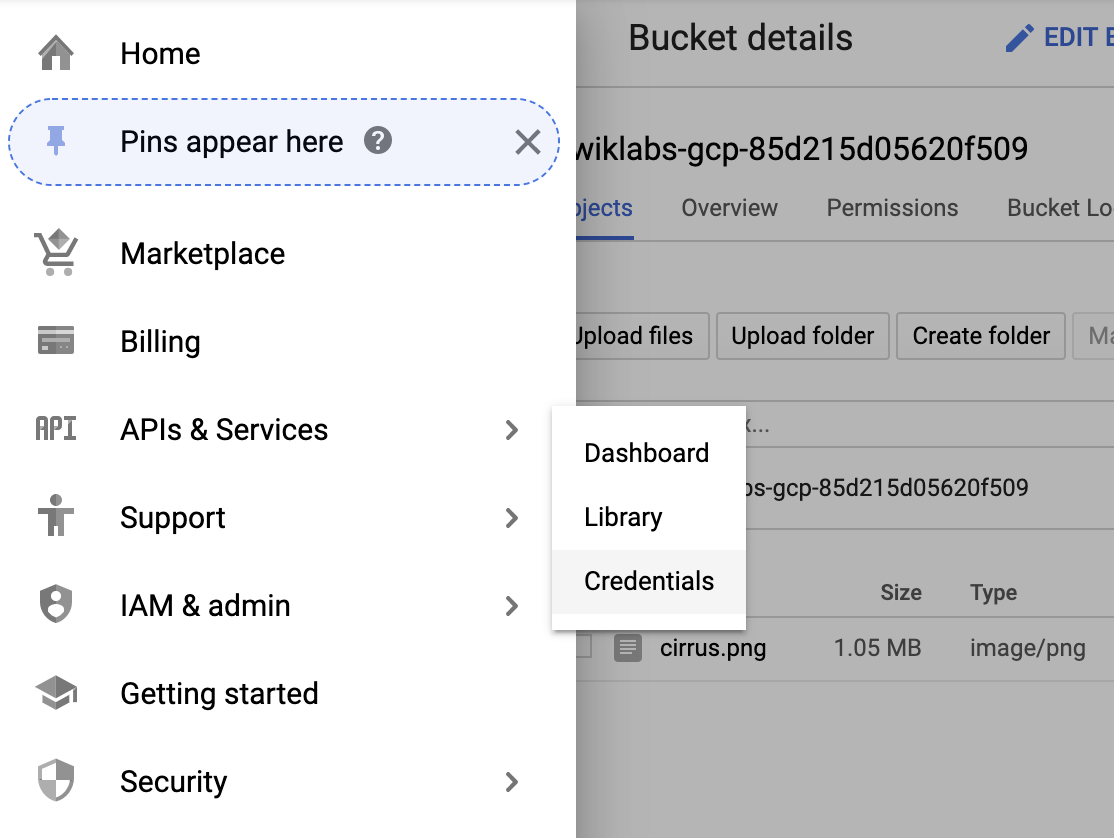 Home
Pins appear here
Marketplace
Billing
API APIs & Services
Support
IAM & admin
Getting started
Security
Dashboard
Library
Credentials
Bucket details
EDIT
wiklabs-gcp-85d215d05620f509
bjects Overview Permissions Bucket Lo
Upload files Upload folder Create folder Ma
x...
bs-gcp-85d215d05620f509
Size Type
cirrus.png 1.05 MB image/png